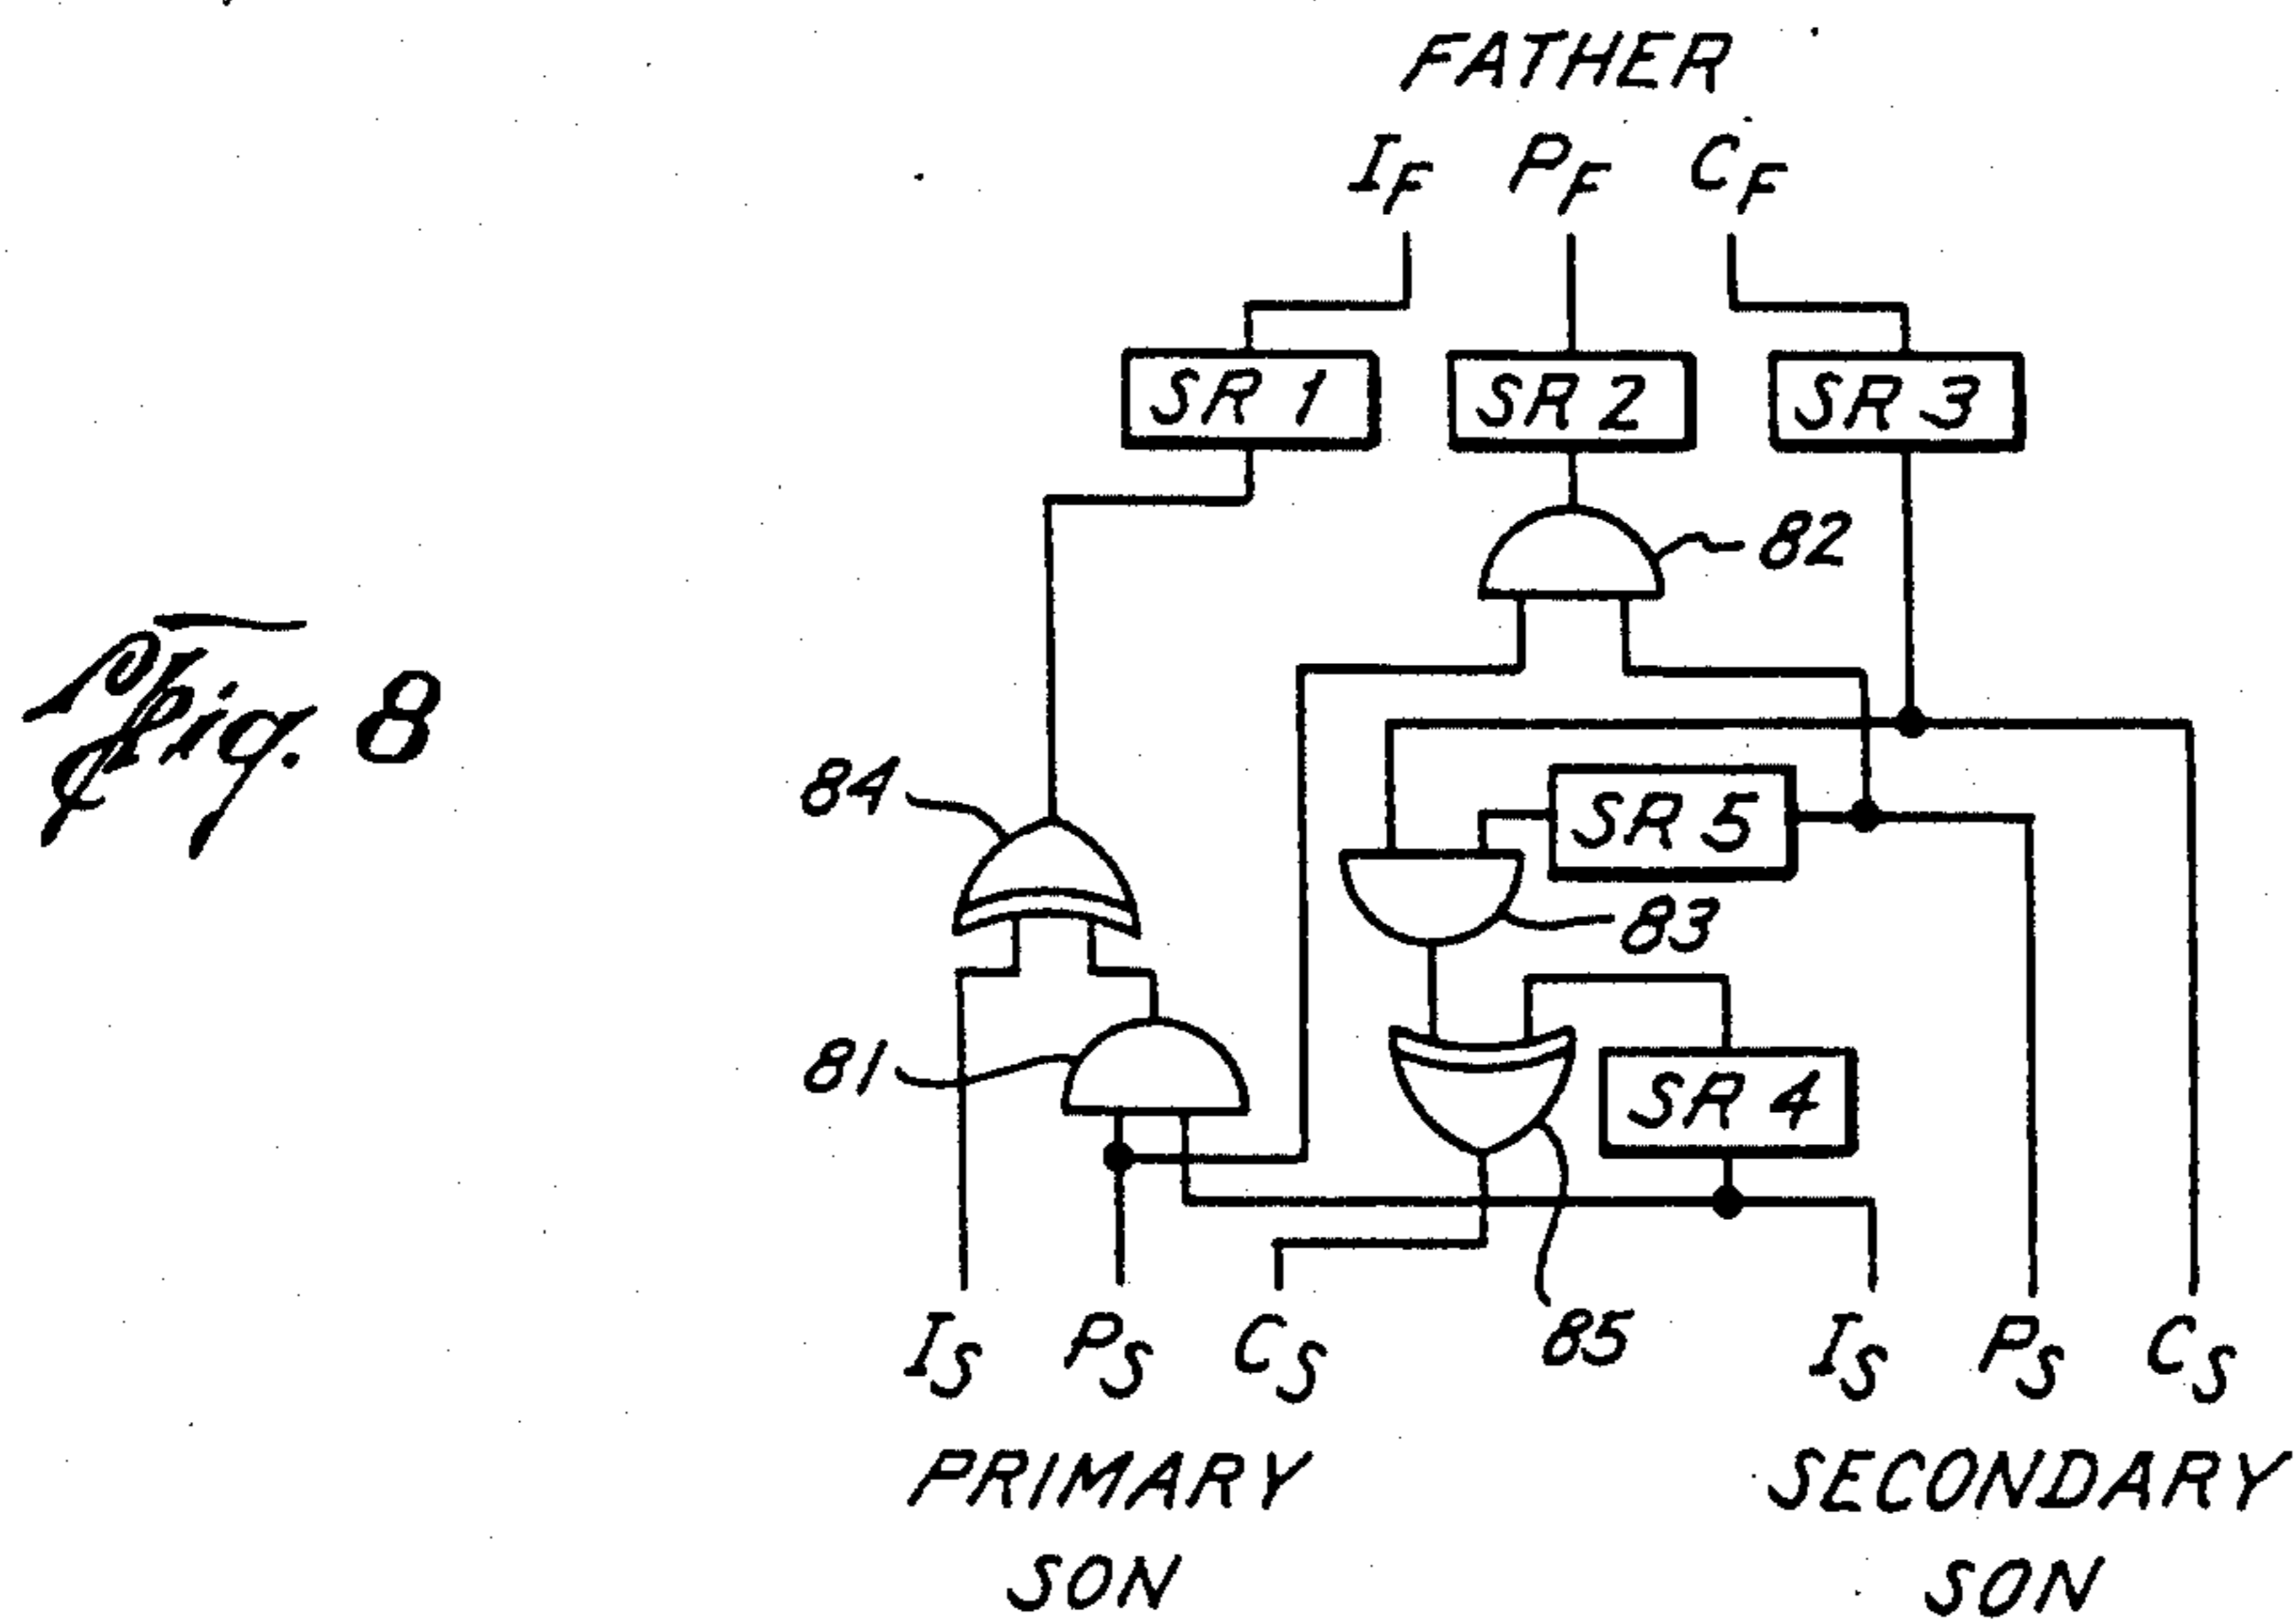 FATHER
I_F P_F C_F
SR 1 SR 2 SR 3
82
Fig. 8
84
SR 5
83
81
SR 4
85
I_S P_S C_S I_S P_S C_S
PRIMARY SECONDARY
SON SON